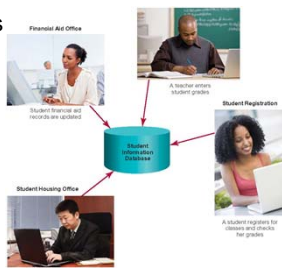 s
Financial Aid Office
Student financial aid
records are updated
A teacher enters
student grades
Student Registration
Student
Information
Database
Student Housing Office
A student registers for
classes and checks
her grades